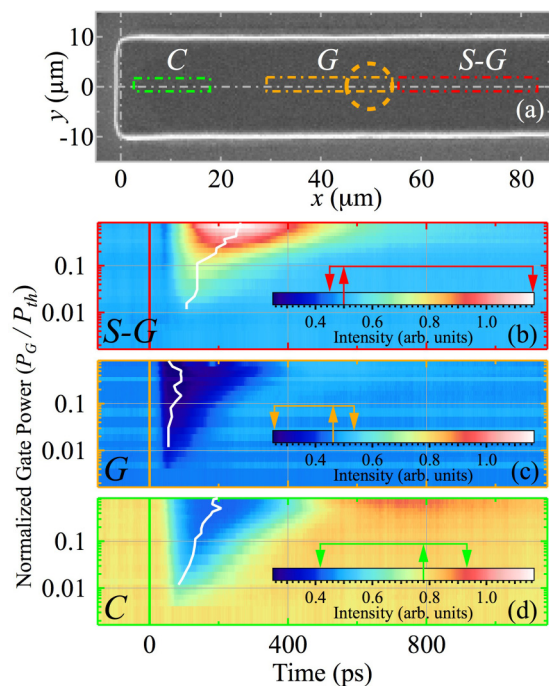 10
0
-10
y (μm)
C
G
S-G
(a)
0
20
40
60
80
x (μm)
Normalized Gate Power (P_G / P_th)
0.1
0.01
S-G
0.4
0.6
0.8
1.0
Intensity (arb. units)
(b)
0.1
0.01
G
0.4
0.6
0.8
1.0
Intensity (arb. units)
(c)
0.1
0.01
C
0.4
0.6
0.8
1.0
Intensity (arb. units)
(d)
0
400
800
Time (ps)